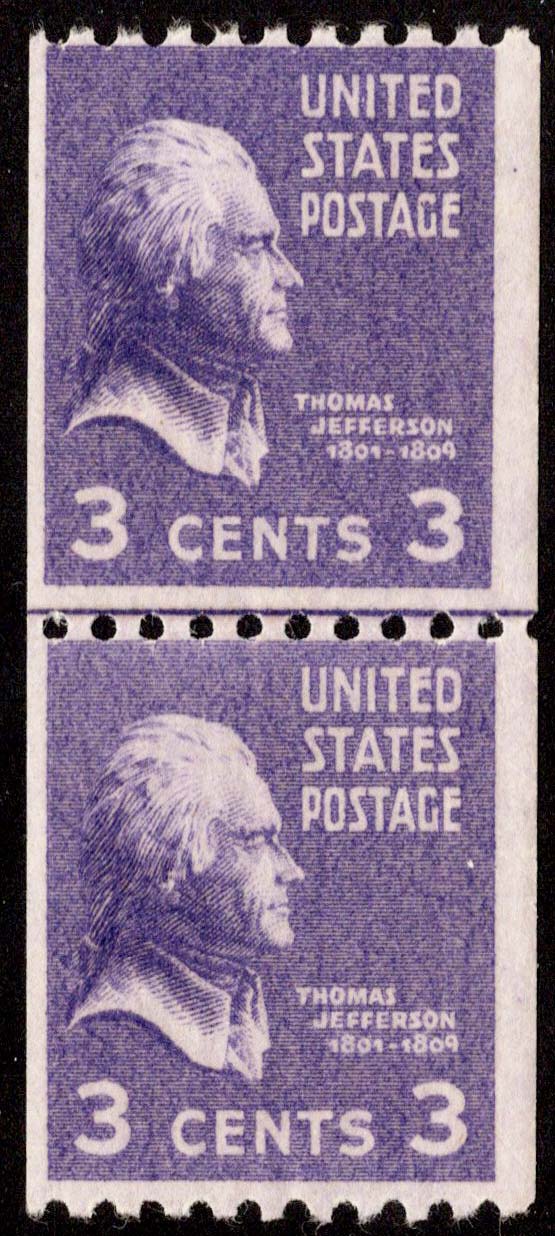 UNITED
STATES
POSTAGE
THOMAS
JEFFERSON
1801-1809
3 CENTS 3
UNITED
STATES
POSTAGE
THOMAS
JEFFERSON
1801-1809
3 CENTS 3